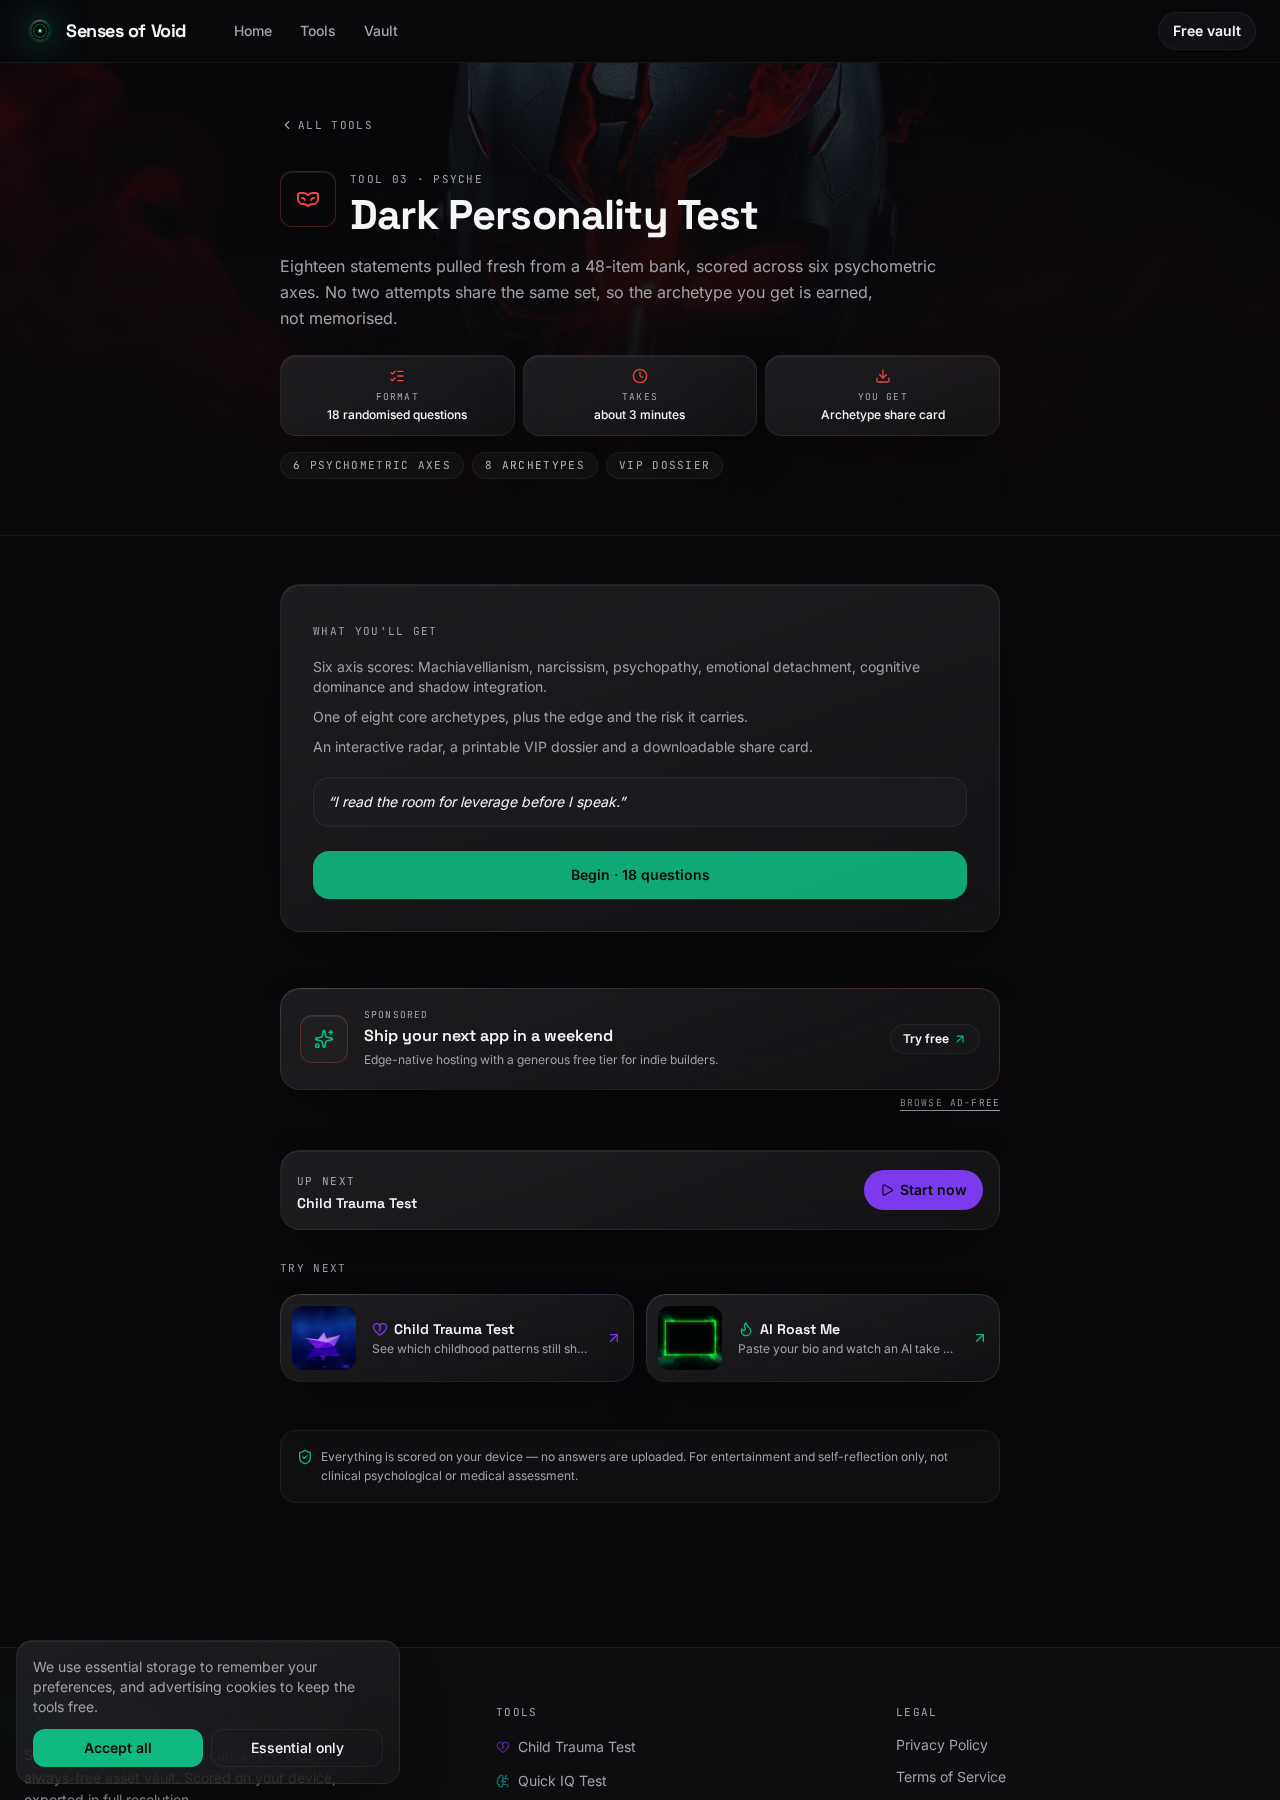 Senses of Void
Home
Tools
Vault
Free vault
ALL TOOLS
TOOL 03 · PSYCHE
Dark Personality Test
Eighteen statements pulled fresh from a 48-item bank, scored across six psychometric
axes. No two attempts share the same set, so the archetype you get is earned,
not memorised.
FORMAT
18 randomised questions
TAKES
about 3 minutes
YOU GET
Archetype share card
6 PSYCHOMETRIC AXES
8 ARCHETYPES
VIP DOSSIER
WHAT YOU'LL GET
Six axis scores: Machiavellianism, narcissism, psychopathy, emotional detachment, cognitive
dominance and shadow integration.
One of eight core archetypes, plus the edge and the risk it carries.
An interactive radar, a printable VIP dossier and a downloadable share card.
“I read the room for leverage before I speak.”
Begin · 18 questions
SPONSORED
Ship your next app in a weekend
Edge-native hosting with a generous free tier for indie builders.
Try free
BROWSE AD-FREE
UP NEXT
Child Trauma Test
Start now
TRY NEXT
Child Trauma Test
See which childhood patterns still sh…
AI Roast Me
Paste your bio and watch an AI take …
Everything is scored on your device — no answers are uploaded. For entertainment and self-reflection only, not
clinical psychological or medical assessment.
We use essential storage to remember your
preferences, and advertising cookies to keep the
tools free.
Accept all
Essential only
always-free asset vault. Scored on your device,
exported in full resolution.
TOOLS
Child Trauma Test
Quick IQ Test
LEGAL
Privacy Policy
Terms of Service